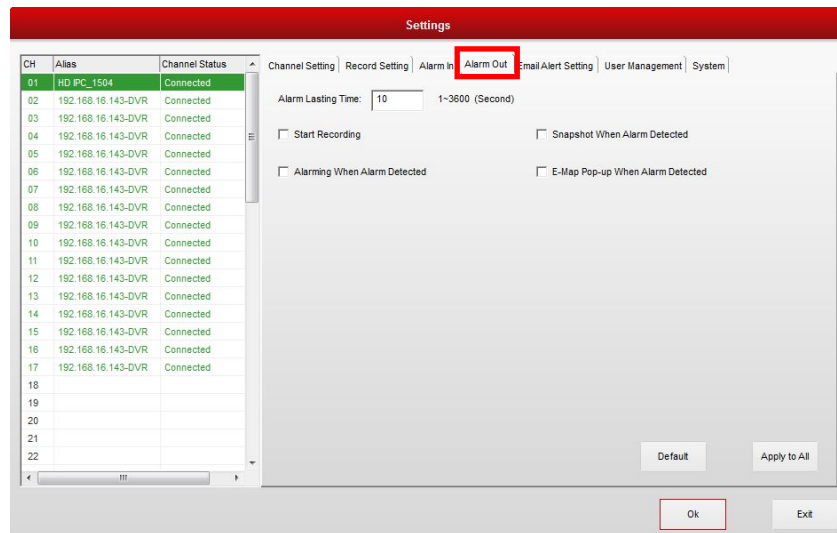 Settings
CH Alias Channel Status
Channel Setting Record Setting Alarm In Alarm Out Email Alert Setting User Management System
01 HD IPC_1504 Connected
02 192.168.16.143-DVR Connected
03 192.168.16.143-DVR Connected
04 192.168.16.143-DVR Connected
05 192.168.16.143-DVR Connected
06 192.168.16.143-DVR Connected
07 192.168.16.143-DVR Connected
08 192.168.16.143-DVR Connected
09 192.168.16.143-DVR Connected
10 192.168.16.143-DVR Connected
11 192.168.16.143-DVR Connected
12 192.168.16.143-DVR Connected
13 192.168.16.143-DVR Connected
14 192.168.16.143-DVR Connected
15 192.168.16.143-DVR Connected
16 192.168.16.143-DVR Connected
17 192.168.16.143-DVR Connected
18
19
20
21
22
Alarm Lasting Time: 10 1~3600 (Second)
Start Recording Snapshot When Alarm Detected
Alarming When Alarm Detected E-Map Pop-up When Alarm Detected
Default Apply to All
Ok Exit